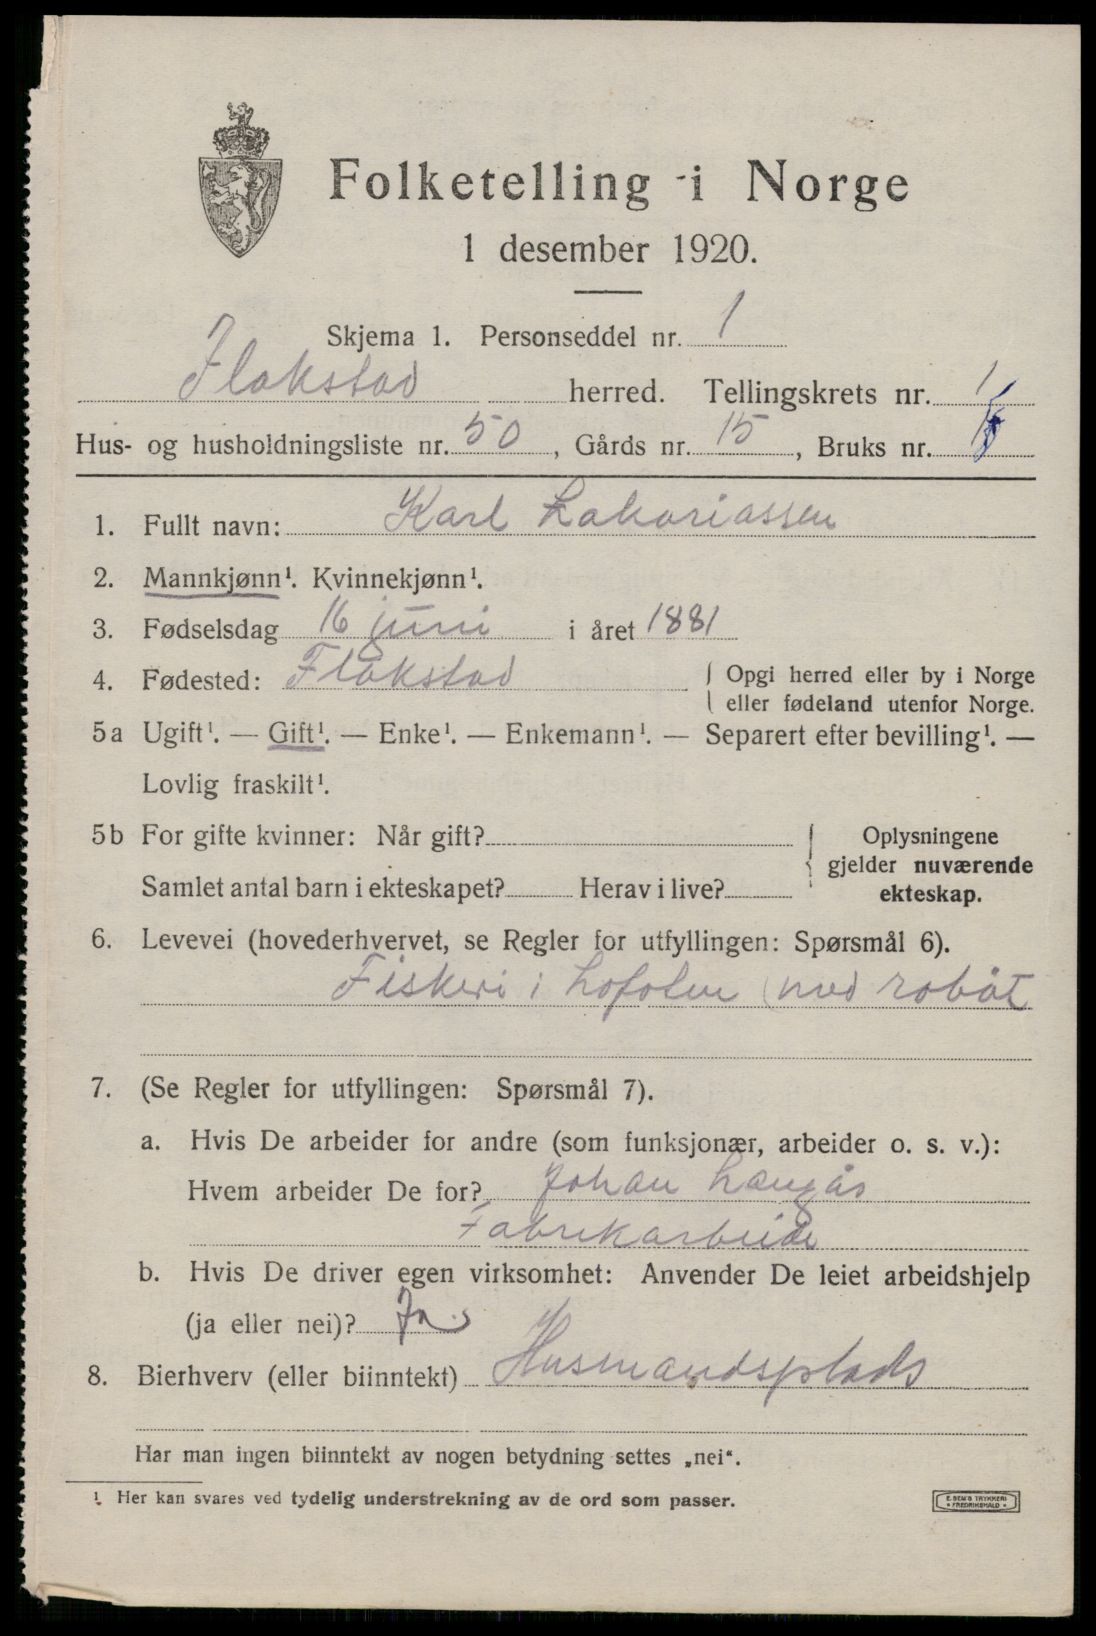 Folketelling i Norge
1 desember 1920.
Skjema 1. Personseddel nr. 1
Flakstad herred. Tellingskrets nr. 1
Hus- og husholdningsliste nr. 50, Gårds nr. 15, Bruks nr.
1. Fullt navn: Karl Zakariassen
2. Mannkjønn¹. Kvinnekjønn¹.
3. Fødselsdag 16 juni i året 1881
4. Fødested: Flakstad { Opgi herred eller by i Norge
eller fødeland utenfor Norge.
5a Ugift¹. — Gift¹. — Enke¹. — Enkemann¹. — Separert efter bevilling¹. —
Lovlig fraskilt¹.
5b For gifte kvinner: Når gift? } Oplysningene
gjelder nuværende
Samlet antal barn i ekteskapet? Herav i live? ekteskap.
6. Levevei (hovederhvervet, se Regler for utfyllingen: Spørsmål 6).
Fiskeri i Lofoten med robåt
7. (Se Regler for utfyllingen: Spørsmål 7).
a. Hvis De arbeider for andre (som funksjonær, arbeider o. s. v.):
Hvem arbeider De for? Johan Langås
Fabrikarbeide
b. Hvis De driver egen virksomhet: Anvender De leiet arbeidshjelp
(ja eller nei)? Ja
8. Bierhverv (eller biinntekt) Husmandsplads
Har man ingen biinntekt av nogen betydning settes „nei“.
¹ Her kan svares ved tydelig understrekning av de ord som passer.
E. SEM'S TRYKKERI
FREDRIKSHALD